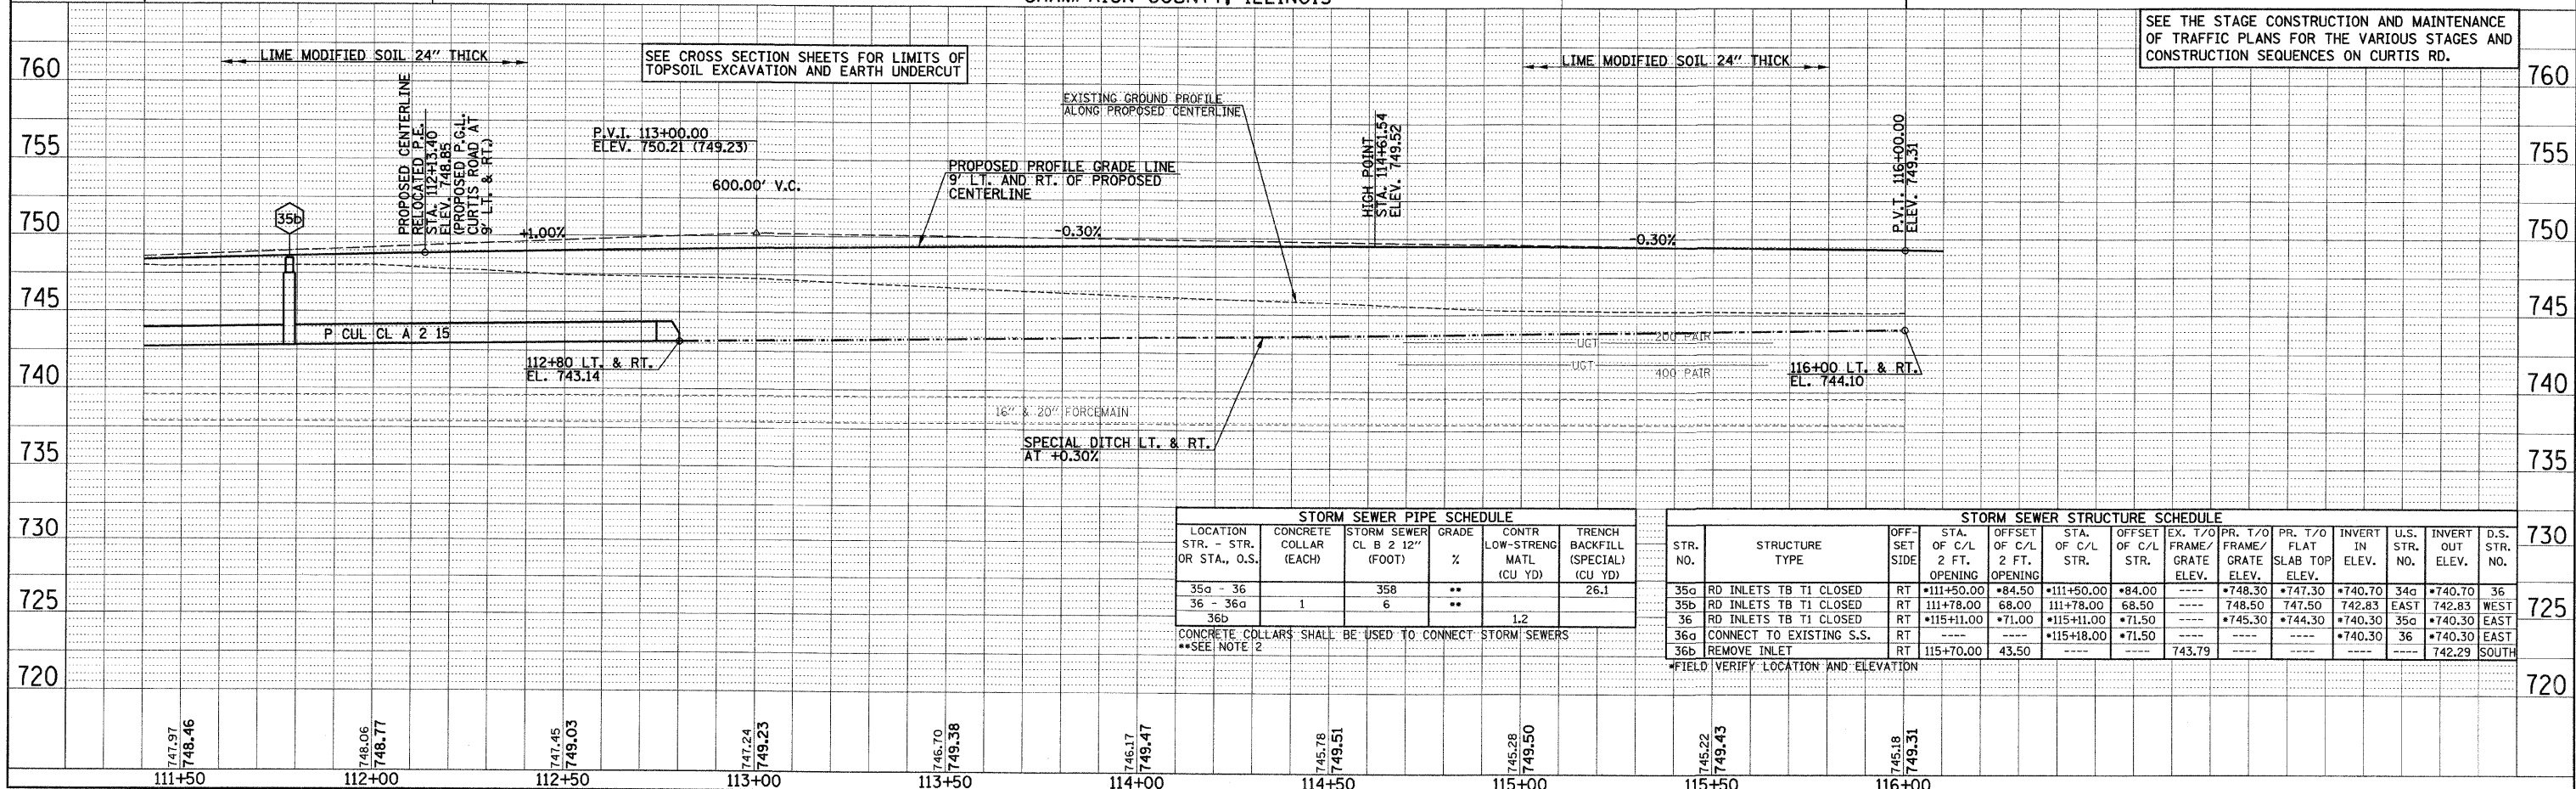 CHAMPAIGN COUNTY, ILLINOIS
SEE THE STAGE CONSTRUCTION AND MAINTENANCE
OF TRAFFIC PLANS FOR THE VARIOUS STAGES AND
CONSTRUCTION SEQUENCES ON CURTIS RD.
LIME MODIFIED SOIL 24" THICK
SEE CROSS SECTION SHEETS FOR LIMITS OF
TOPSOIL EXCAVATION AND EARTH UNDERCUT
LIME MODIFIED SOIL 24" THICK
760
760
EXISTING GROUND PROFILE
ALONG PROPOSED CENTERLINE
PROPOSED CENTERLINE
RELOCATED P.E.
STA. 112+13.40
ELEV. 748.85
(PROPOSED P.G.L.
CURTIS ROAD AT
9' LT. & RT.)
P.V.I. 113+00.00
ELEV. 750.21 (749.23)
HIGH POINT
STA. 114+61.54
ELEV. 749.52
P.V.T. 116+00.00
ELEV. 749.31
755
755
PROPOSED PROFILE GRADE LINE
9' LT. AND RT. OF PROPOSED
CENTERLINE
600.00' V.C.
35b
750
750
+1.00%
-0.30%
-0.30%
745
745
P CUL CL A 2 15
UGT 200 PAIR
UGT 400 PAIR
112+80 LT. & RT.
EL. 743.14
116+00 LT. & RT.
EL. 744.10
740
740
16" & 20" FORCEMAIN
SPECIAL DITCH LT. & RT.
AT +0.30%
735
735
730
730
STORM SEWER PIPE SCHEDULE
LOCATION STR. - STR. OR STA., O.S. CONCRETE COLLAR (EACH) STORM SEWER CL B 2 12" (FOOT) GRADE % CONTR LOW-STRENG MATL (CU YD) TRENCH BACKFILL (SPECIAL) (CU YD)
35a - 36 358 ** 26.1
36 - 36a 1 6 **
36b 1.2
CONCRETE COLLARS SHALL BE USED TO CONNECT STORM SEWERS
**SEE NOTE 2
STORM SEWER STRUCTURE SCHEDULE
STR. NO. STRUCTURE TYPE OFF-SET SIDE STA. OF C/L 2 FT. OPENING OFFSET OF C/L 2 FT. OPENING STA. OF C/L STR. OFFSET OF C/L STR. EX. T/O FRAME/ GRATE ELEV. PR. T/O FRAME/ GRATE ELEV. PR. T/O FLAT SLAB TOP ELEV. INVERT IN ELEV. U.S. STR. NO. INVERT OUT ELEV. D.S. STR. NO.
35a RD INLETS TB T1 CLOSED RT *111+50.00 *84.50 *111+50.00 *84.00 ---- *748.30 *747.30 *740.70 34a *740.70 36
35b RD INLETS TB T1 CLOSED RT 111+78.00 68.00 111+78.00 68.50 ---- 748.50 747.50 742.83 EAST 742.83 WEST
36 RD INLETS TB T1 CLOSED RT *115+11.00 *71.00 *115+11.00 *71.50 ---- *745.30 *744.30 *740.30 35a *740.30 EAST
36a CONNECT TO EXISTING S.S. RT ---- ---- *115+18.00 *71.50 ---- ---- ---- *740.30 36 *740.30 EAST
36b REMOVE INLET RT 115+70.00 43.50 ---- ---- 743.79 ---- ---- ---- ---- 742.29 SOUTH
*FIELD VERIFY LOCATION AND ELEVATION
725
725
720
720
747.97 748.46
748.06 748.77
747.45 749.03
747.24 749.23
746.70 749.38
746.17 749.47
745.78 749.51
745.28 749.50
745.22 749.43
745.18 749.31
111+50 112+00 112+50 113+00 113+50 114+00 114+50 115+00 115+50 116+00